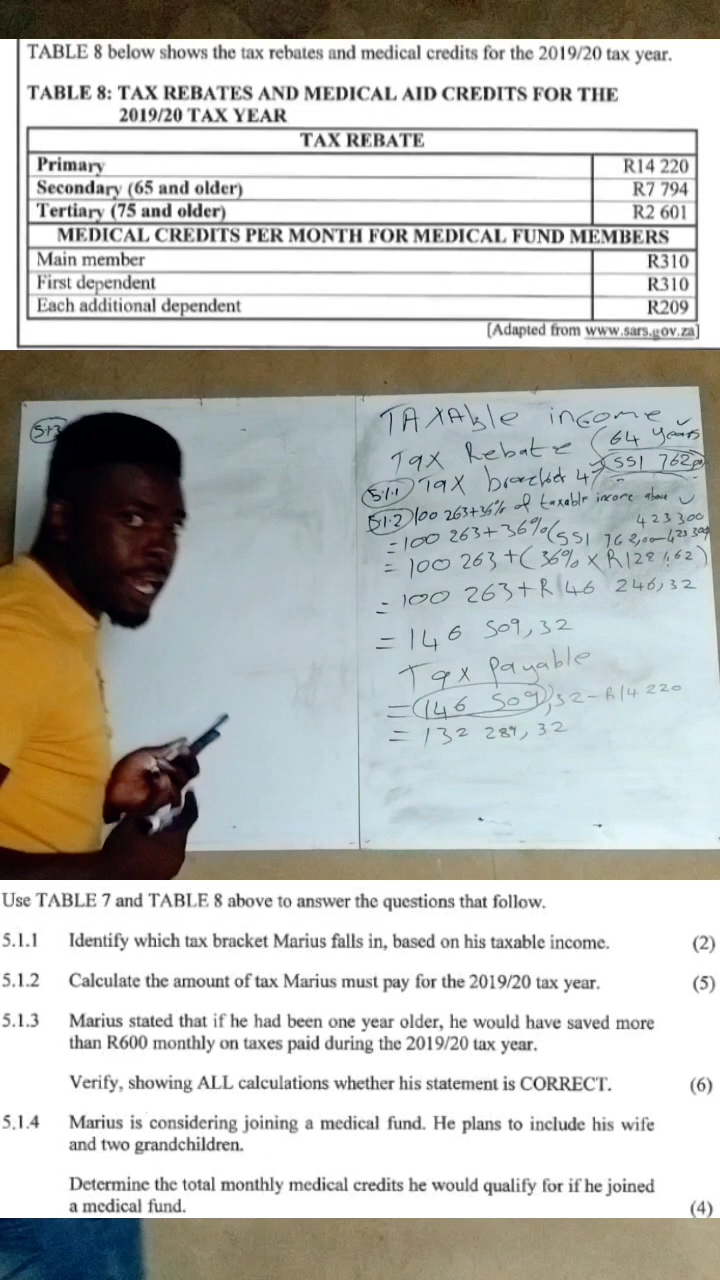 TABLE 8 below shows the tax rebates and medical credits for the 2019/20 tax year.
TABLE 8: TAX REBATES AND MEDICAL AID CREDITS FOR THE
2019/20 TAX YEAR
TAX REBATE
Primary R14 220
Secondary (65 and older) R7 794
Tertiary (75 and older) R2 601
MEDICAL CREDITS PER MONTH FOR MEDICAL FUND MEMBERS
Main member R310
First dependent R310
Each additional dependent R209
[Adapted from www.sars.gov.za]
TAXAble income
Tax Rebate (64 years
5.1.1 Tax bracket 4 551 762
5.1.2 100 263+36% of taxable income above
423 300
= 100 263 + 36% (551 762,00-423 300
= 100 263 + (36% X R128 462)
= 100 263 + R 46 246,32
= 146 509,32
Tax Payable
= 146 509,32 - R14 220
= 132 289,32
Use TABLE 7 and TABLE 8 above to answer the questions that follow.
5.1.1 Identify which tax bracket Marius falls in, based on his taxable income. (2)
5.1.2 Calculate the amount of tax Marius must pay for the 2019/20 tax year. (5)
5.1.3 Marius stated that if he had been one year older, he would have saved more
than R600 monthly on taxes paid during the 2019/20 tax year.
Verify, showing ALL calculations whether his statement is CORRECT. (6)
5.1.4 Marius is considering joining a medical fund. He plans to include his wife
and two grandchildren.
Determine the total monthly medical credits he would qualify for if he joined
a medical fund. (4)